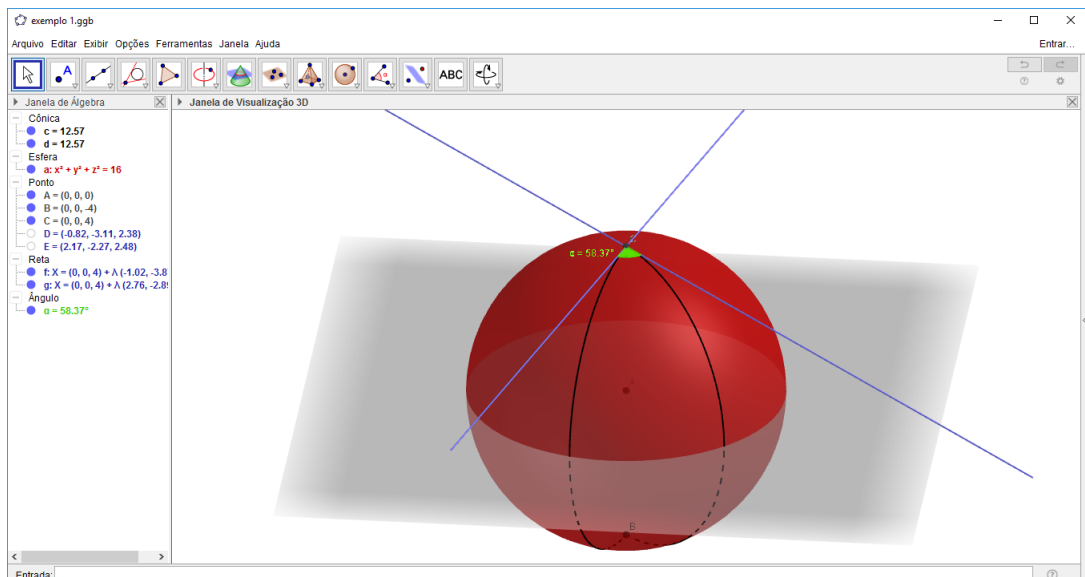 exemplo 1.ggb
Arquivo Editar Exibir Opções Ferramentas Janela Ajuda
Entrar...
A
ABC
Janela de Álgebra
Cônica
c = 12.57
d = 12.57
Esfera
a: x² + y² + z² = 16
Ponto
A = (0, 0, 0)
B = (0, 0, -4)
C = (0, 0, 4)
D = (-0.82, -3.11, 2.38)
E = (2.17, -2.27, 2.48)
Reta
f: X = (0, 0, 4) + λ (-1.02, -3.8
g: X = (0, 0, 4) + λ (2.76, -2.8
Ângulo
α = 58.37°
Entrada:
Janela de Visualização 3D
α = 58.37°
B